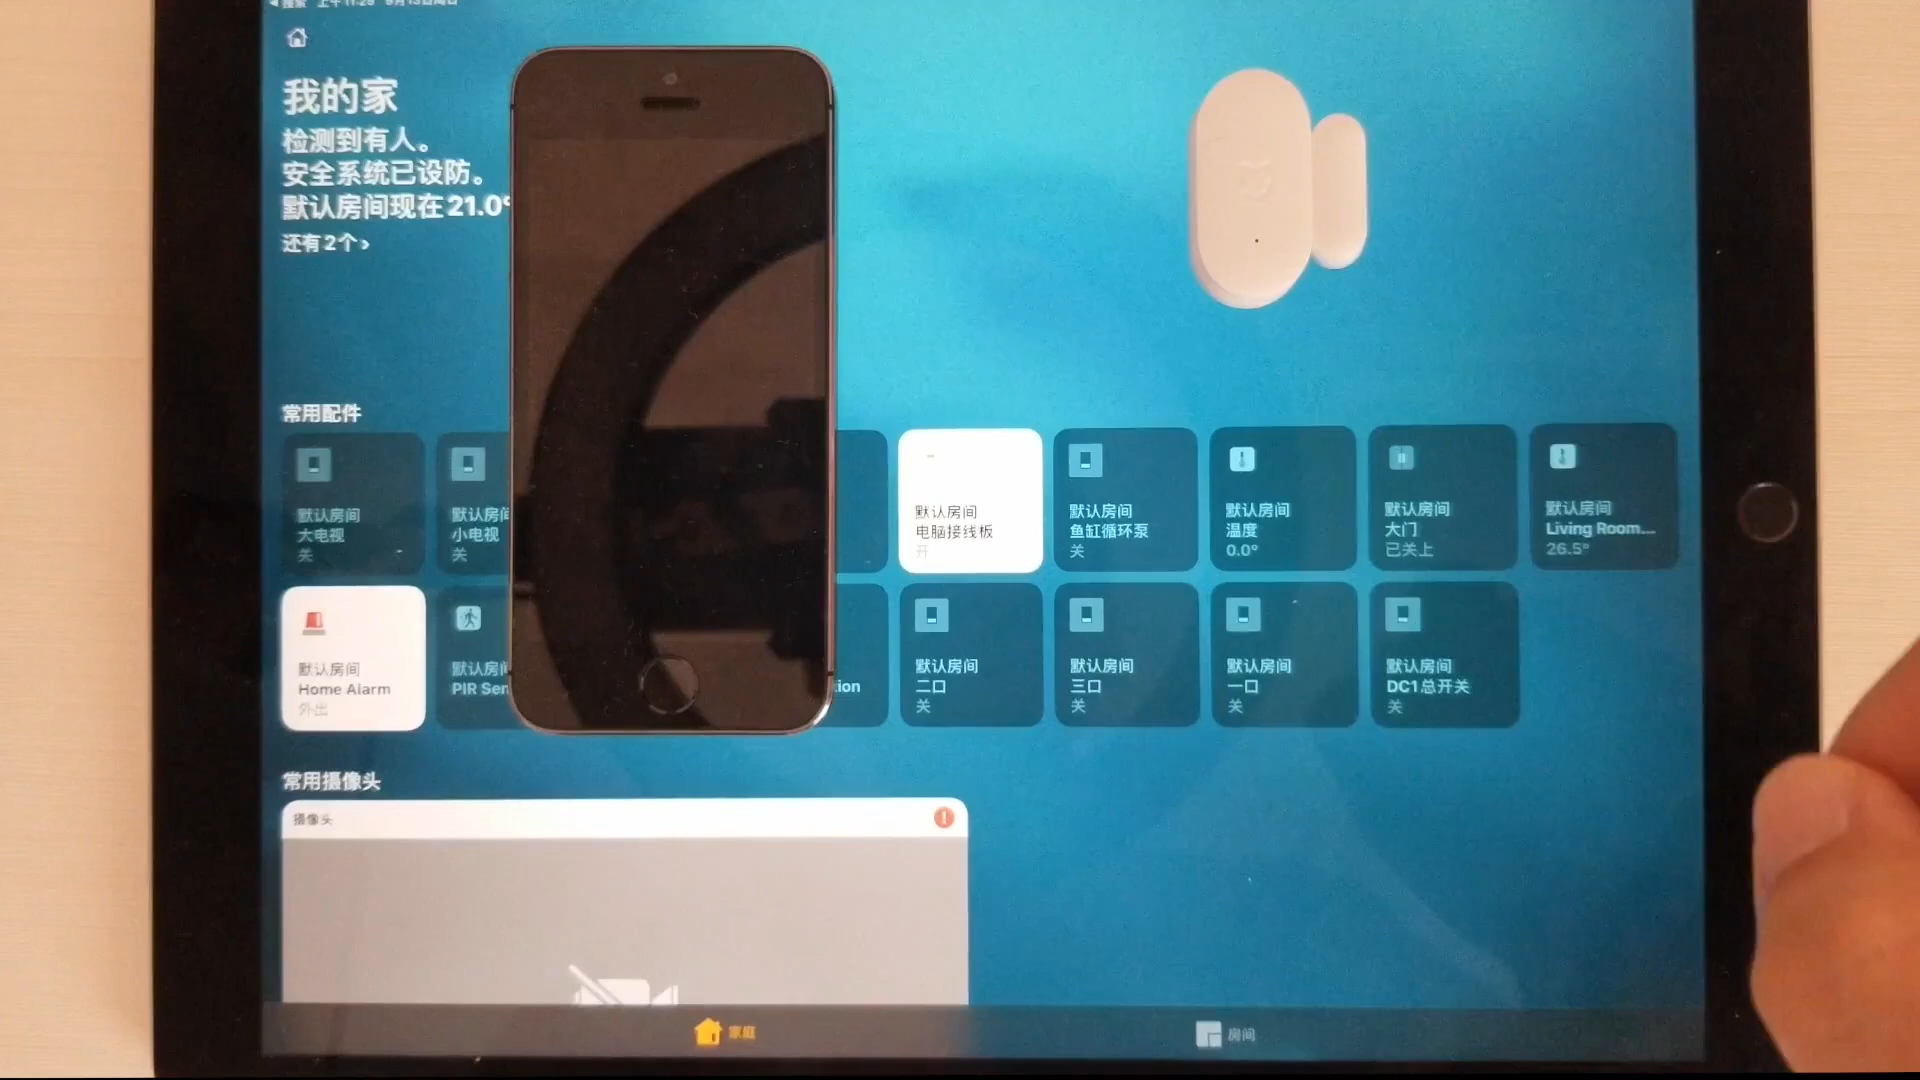 我的家
检测到有人。
安全系统已设防。
默认房间现在 21.0°
还有2个 ›
常用配件
默认房间
大电视
关
默认房间
小电视
关
默认房间
电脑接线板
开
默认房间
鱼缸循环泵
关
默认房间
温度
0.0°
默认房间
大门
已关上
默认房间
Living Room...
26.5°
默认房间
Home Alarm
外出
默认房间
PIR Sen
tion
默认房间
二口
关
默认房间
三口
关
默认房间
一口
关
默认房间
DC1总开关
关
常用摄像头
摄像头
家庭
房间